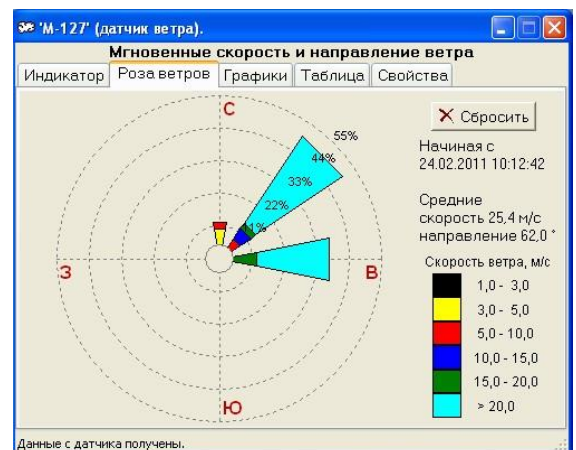 'М-127' (датчик ветра).
Мгновенные скорость и направление ветра
Индикатор Роза ветров Графики Таблица Свойства
С
55%
44%
33%
22%
1%
З
В
Ю
Сбросить
Начиная с
24.02.2011 10:12:42
Средние
скорость 25,4 м/с
направление 62,0 °
Скорость ветра, м/с
1,0 - 3,0
3,0 - 5,0
5,0 - 10,0
10,0 - 15,0
15,0 - 20,0
> 20,0
Данные с датчика получены.